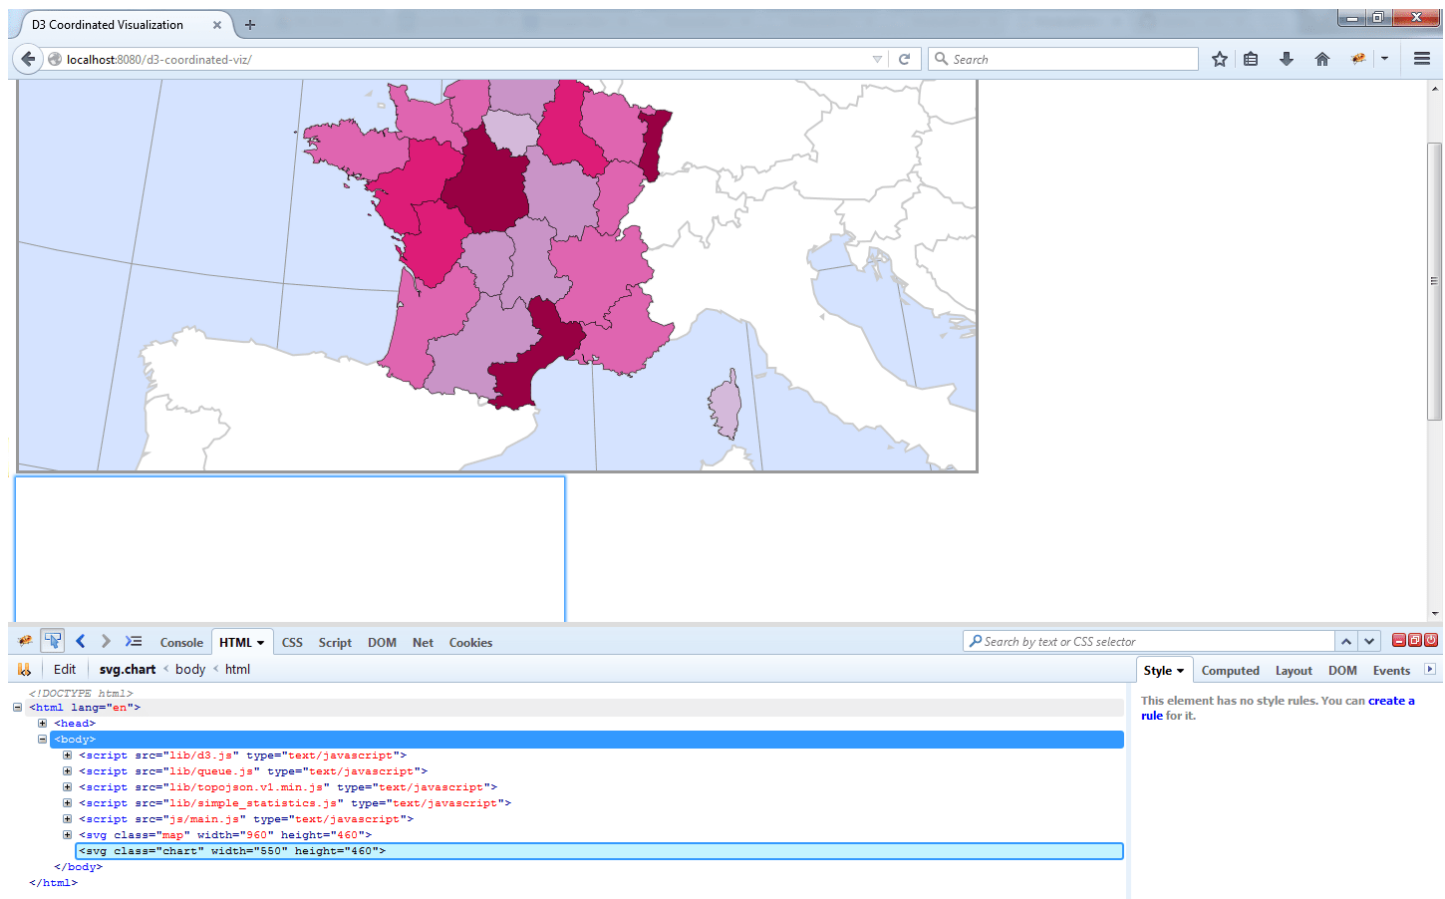 D3 Coordinated Visualization
localhost:8080/d3-coordinated-viz/
Search
Console HTML CSS Script DOM Net Cookies
Search by text or CSS selector
Edit svg.chart < body < html
Style Computed Layout DOM Events
<!DOCTYPE html>
<html lang="en">
<head>
<body>
<script src="lib/d3.js" type="text/javascript">
<script src="lib/queue.js" type="text/javascript">
<script src="lib/topojson.v1.min.js" type="text/javascript">
<script src="lib/simple_statistics.js" type="text/javascript">
<script src="js/main.js" type="text/javascript">
<svg class="map" width="960" height="460">
<svg class="chart" width="550" height="460">
</body>
</html>
This element has no style rules. You can create a
rule for it.